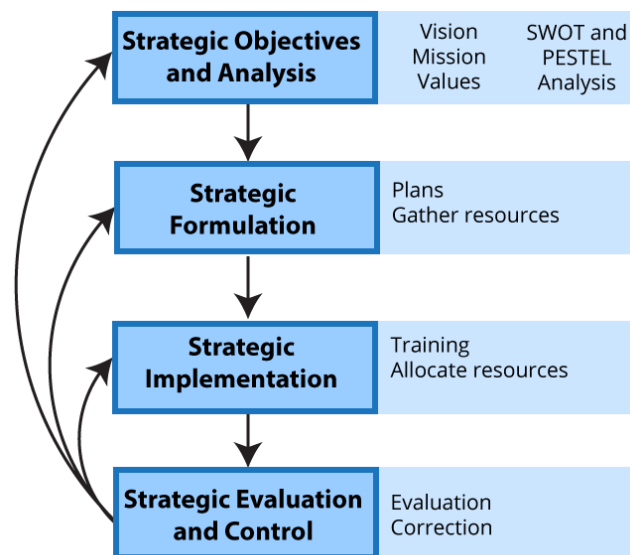 Strategic Objectives
and Analysis
Vision
Mission
Values
SWOT and
PESTEL
Analysis
Strategic
Formulation
Plans
Gather resources
Strategic
Implementation
Training
Allocate resources
Strategic Evaluation
and Control
Evaluation
Correction